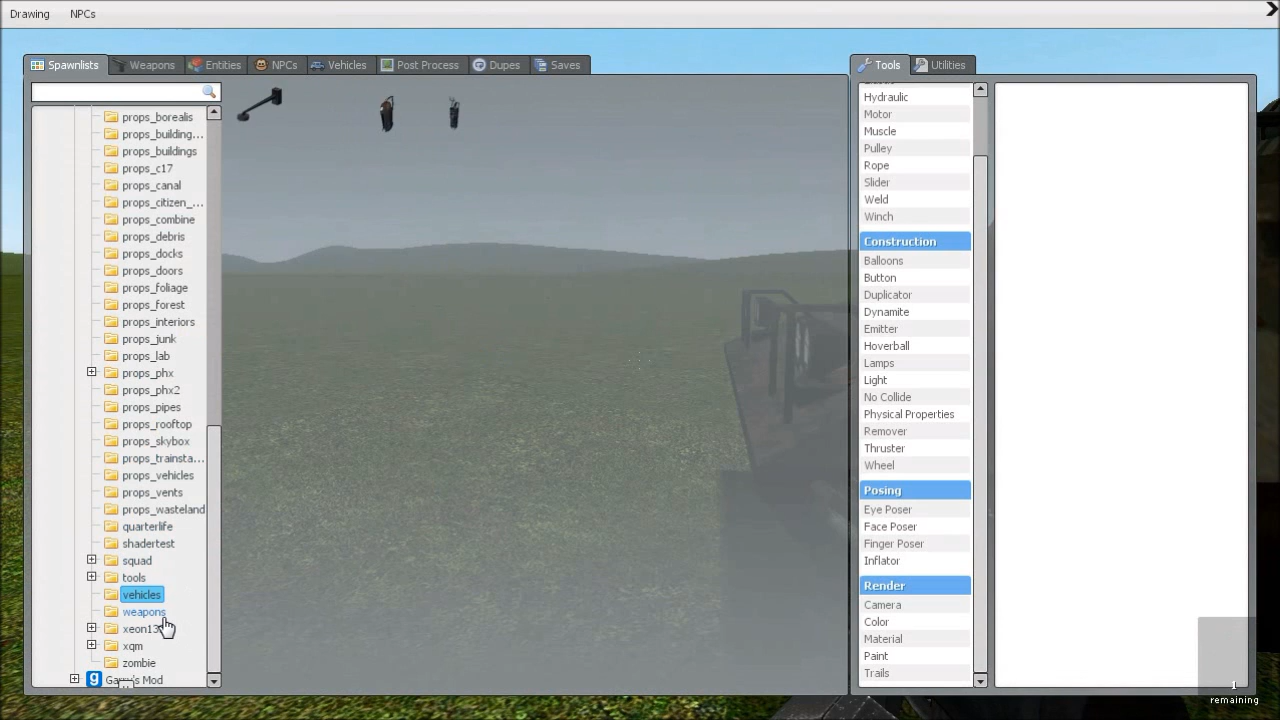 Drawing NPCs
Spawnlists Weapons Entities NPCs Vehicles Post Process Dupes Saves
Tools Utilities
props_borealis
props_building...
props_buildings
props_c17
props_canal
props_citizen_...
props_combine
props_debris
props_docks
props_doors
props_foliage
props_forest
props_interiors
props_junk
props_lab
props_phx
props_phx2
props_pipes
props_rooftop
props_skybox
props_trainsta...
props_vehicles
props_vents
props_wasteland
quarterlife
shadertest
squad
tools
vehicles
weapons
xqm
zombie
Hydraulic
Motor
Muscle
Pulley
Rope
Slider
Weld
Winch
Construction
Balloons
Button
Duplicator
Dynamite
Emitter
Hoverball
Lamps
Light
No Collide
Physical Properties
Remover
Thruster
Wheel
Posing
Eye Poser
Face Poser
Finger Poser
Inflator
Render
Camera
Color
Material
Paint
Trails
1
remaining